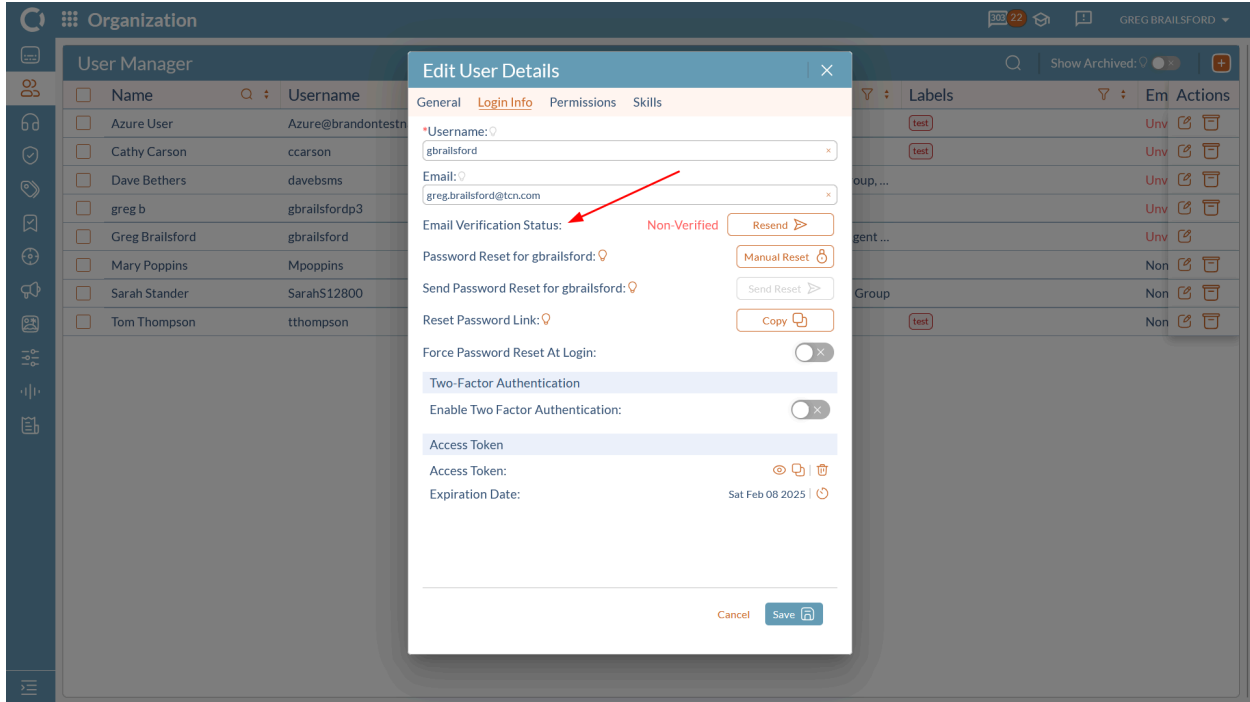 Organization
303 22
GREG BRAILSFORD
User Manager
Show Archived:
Name Username Labels Em Actions
Azure User Azure@brandontestn test Unv
Cathy Carson ccarson test Unv
Dave Bethers davebsms oup, ... Unv
greg b gbrailsfordp3 Unv
Greg Brailsford gbrailsford gent ... Unv
Mary Poppins Mpoppins Non
Sarah Stander SarahS12800 Group Non
Tom Thompson tthompson test Non
Edit User Details
General Login Info Permissions Skills
*Username:
gbrailsford
Email:
greg.brailsford@tcn.com
Email Verification Status: Non-Verified Resend
Password Reset for gbrailsford: Manual Reset
Send Password Reset for gbrailsford: Send Reset
Reset Password Link: Copy
Force Password Reset At Login:
Two-Factor Authentication
Enable Two Factor Authentication:
Access Token
Access Token:
Expiration Date: Sat Feb 08 2025
Cancel Save